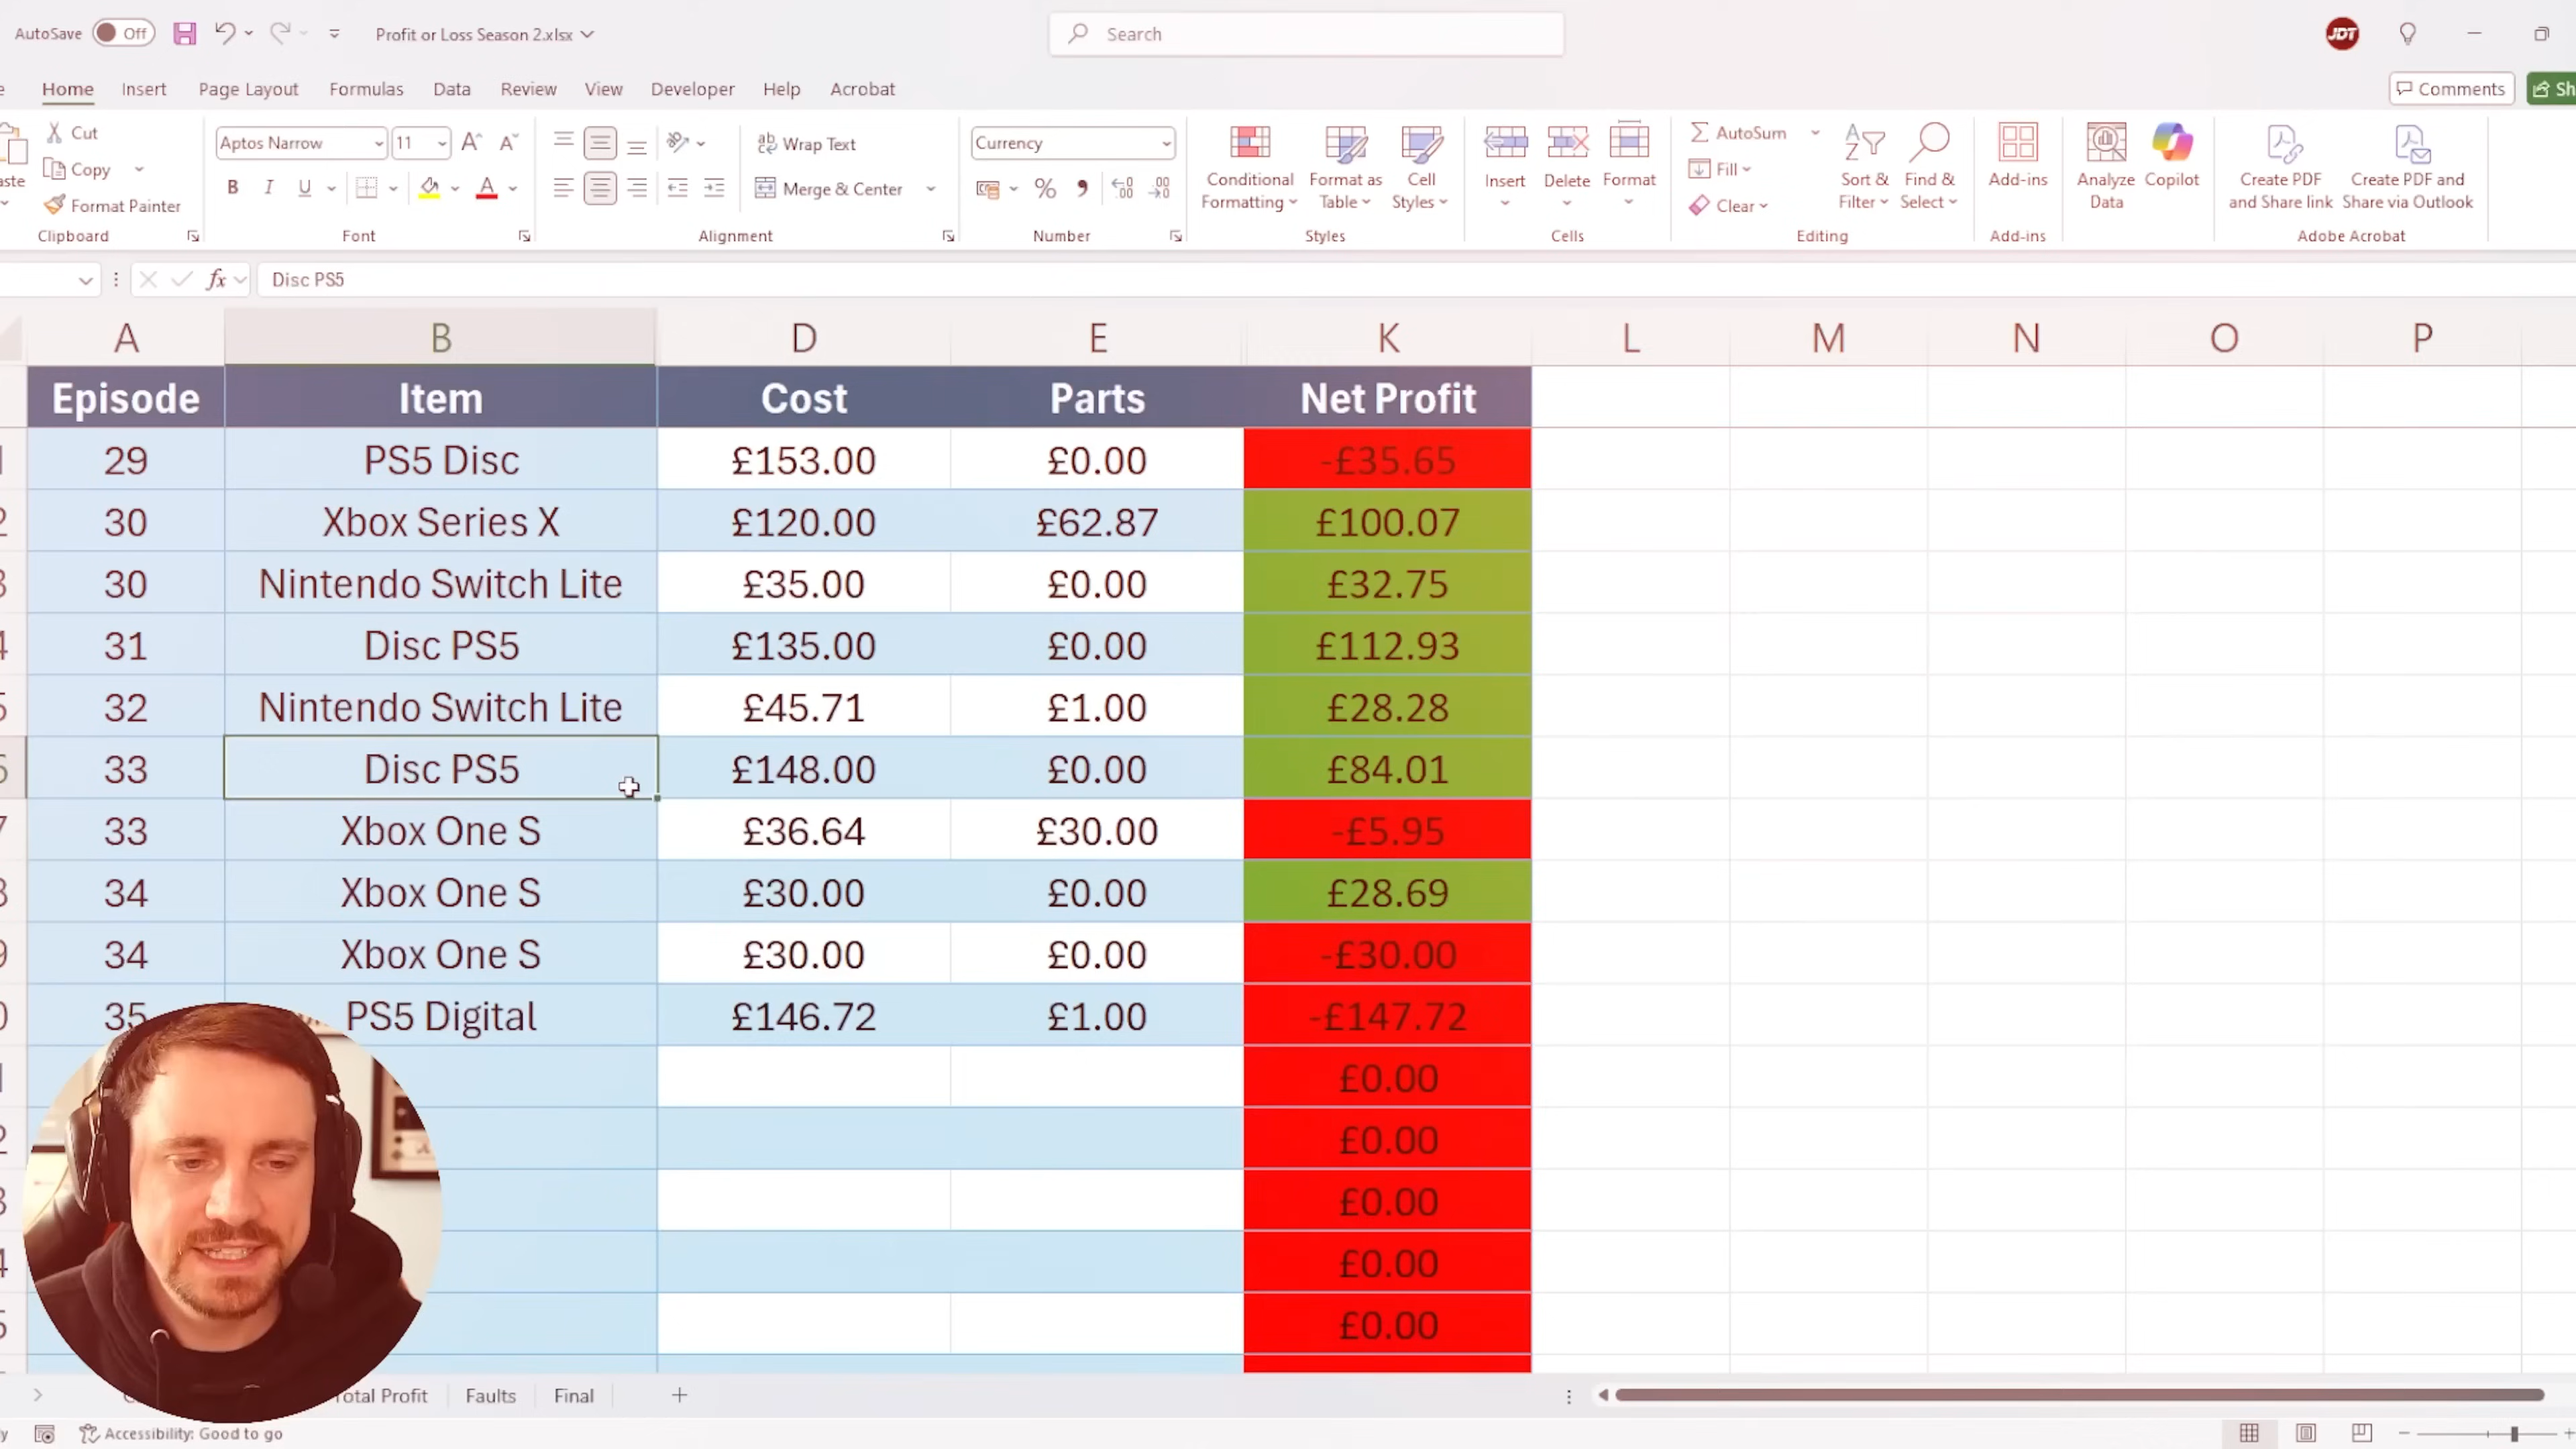 AutoSave Off Profit or Loss Season 2.xlsx Search JDT
Home Insert Page Layout Formulas Data Review View Developer Help Acrobat Comments
Cut
Copy
Format Painter
Clipboard
Aptos Narrow 11
B I U A
Font
Wrap Text
Merge & Center
Alignment
Currency
%
Number
Conditional Formatting
Format as Table
Cell Styles
Styles
Insert Delete Format
Cells
AutoSum
Fill
Clear
Sort & Filter
Find & Select
Editing
Add-ins
Add-ins
Analyze Data
Copilot
Create PDF and Share link
Create PDF and Share via Outlook
Adobe Acrobat
fx Disc PS5
A B D E K L M N O P
Episode Item Cost Parts Net Profit
29 PS5 Disc £153.00 £0.00 -£35.65
30 Xbox Series X £120.00 £62.87 £100.07
30 Nintendo Switch Lite £35.00 £0.00 £32.75
31 Disc PS5 £135.00 £0.00 £112.93
32 Nintendo Switch Lite £45.71 £1.00 £28.28
33 Disc PS5 £148.00 £0.00 £84.01
33 Xbox One S £36.64 £30.00 -£5.95
34 Xbox One S £30.00 £0.00 £28.69
34 Xbox One S £30.00 £0.00 -£30.00
35 PS5 Digital £146.72 £1.00 -£147.72
£0.00
£0.00
£0.00
£0.00
£0.00
Profit Faults Final
Accessibility: Good to go